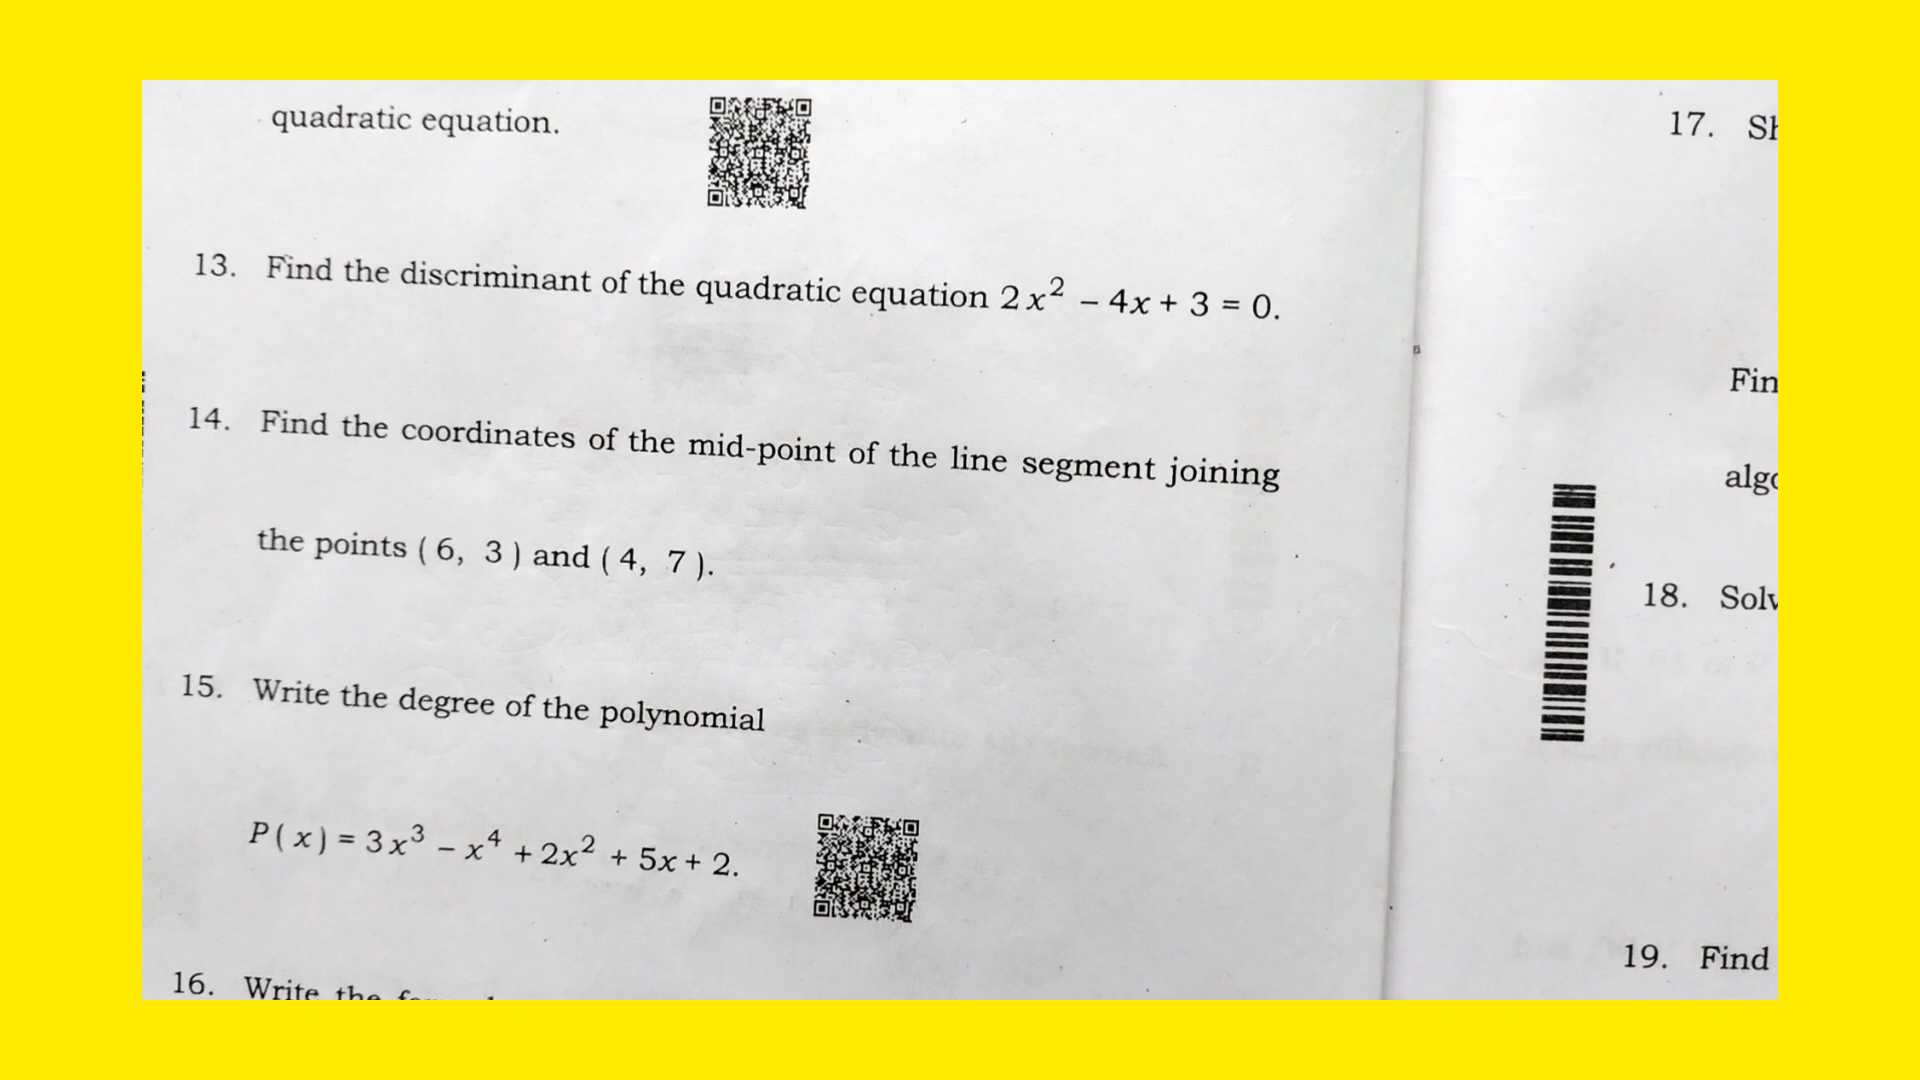 quadratic equation.
13. Find the discriminant of the quadratic equation 2x² – 4x + 3 = 0.
14. Find the coordinates of the mid-point of the line segment joining
the points ( 6, 3 ) and ( 4, 7 ).
15. Write the degree of the polynomial
P( x ) = 3x³ – x⁴ + 2x² + 5x + 2.
16. Write the
17.
Fin
algo
18. Solv
19. Find